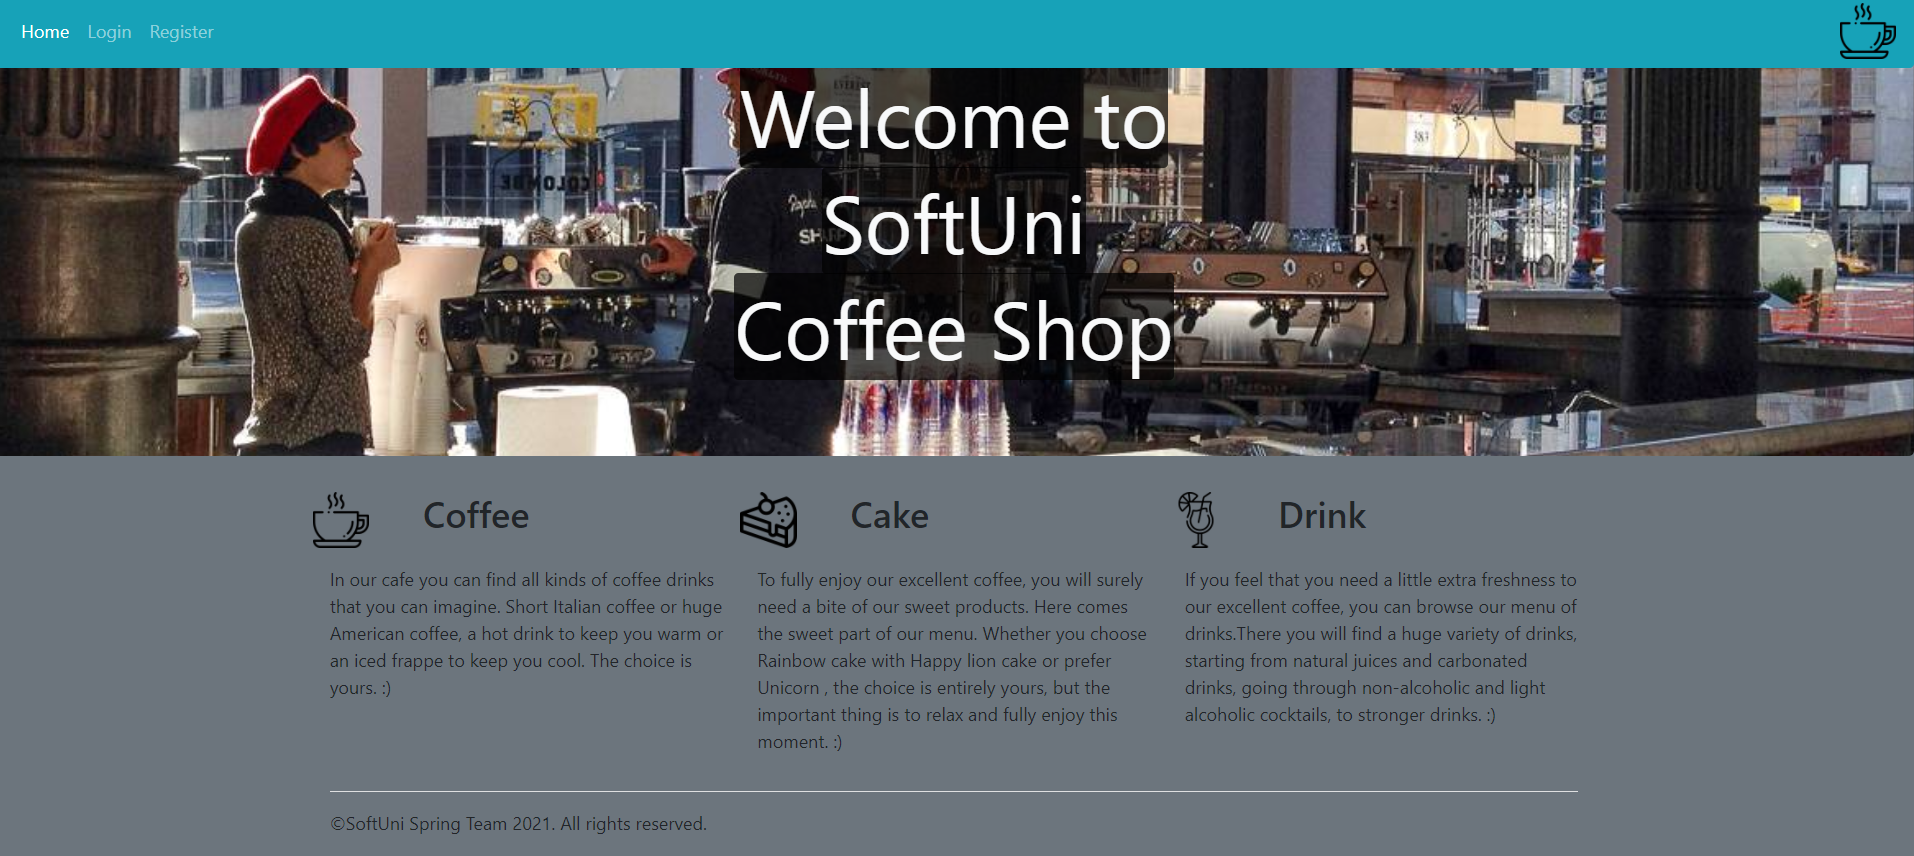 Home Login Register
Welcome to
SoftUni
Coffee Shop
383
Coffee
In our cafe you can find all kinds of coffee drinks
that you can imagine. Short Italian coffee or huge
American coffee, a hot drink to keep you warm or
an iced frappe to keep you cool. The choice is
yours. :)
Cake
To fully enjoy our excellent coffee, you will surely
need a bite of our sweet products. Here comes
the sweet part of our menu. Whether you choose
Rainbow cake with Happy lion cake or prefer
Unicorn , the choice is entirely yours, but the
important thing is to relax and fully enjoy this
moment. :)
Drink
If you feel that you need a little extra freshness to
our excellent coffee, you can browse our menu of
drinks.There you will find a huge variety of drinks,
starting from natural juices and carbonated
drinks, going through non-alcoholic and light
alcoholic cocktails, to stronger drinks. :)
©SoftUni Spring Team 2021. All rights reserved.